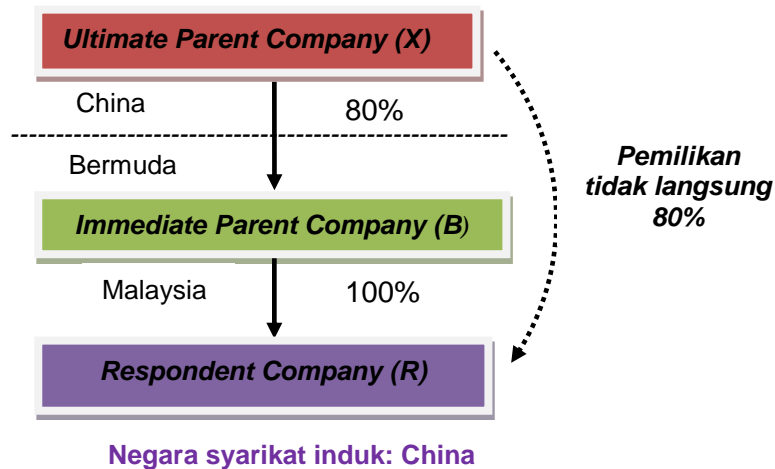 Ultimate Parent Company (X)
China
80%
Bermuda
Pemilikan
tidak langsung
80%
Immediate Parent Company (B)
Malaysia
100%
Respondent Company (R)
Negara syarikat induk: China